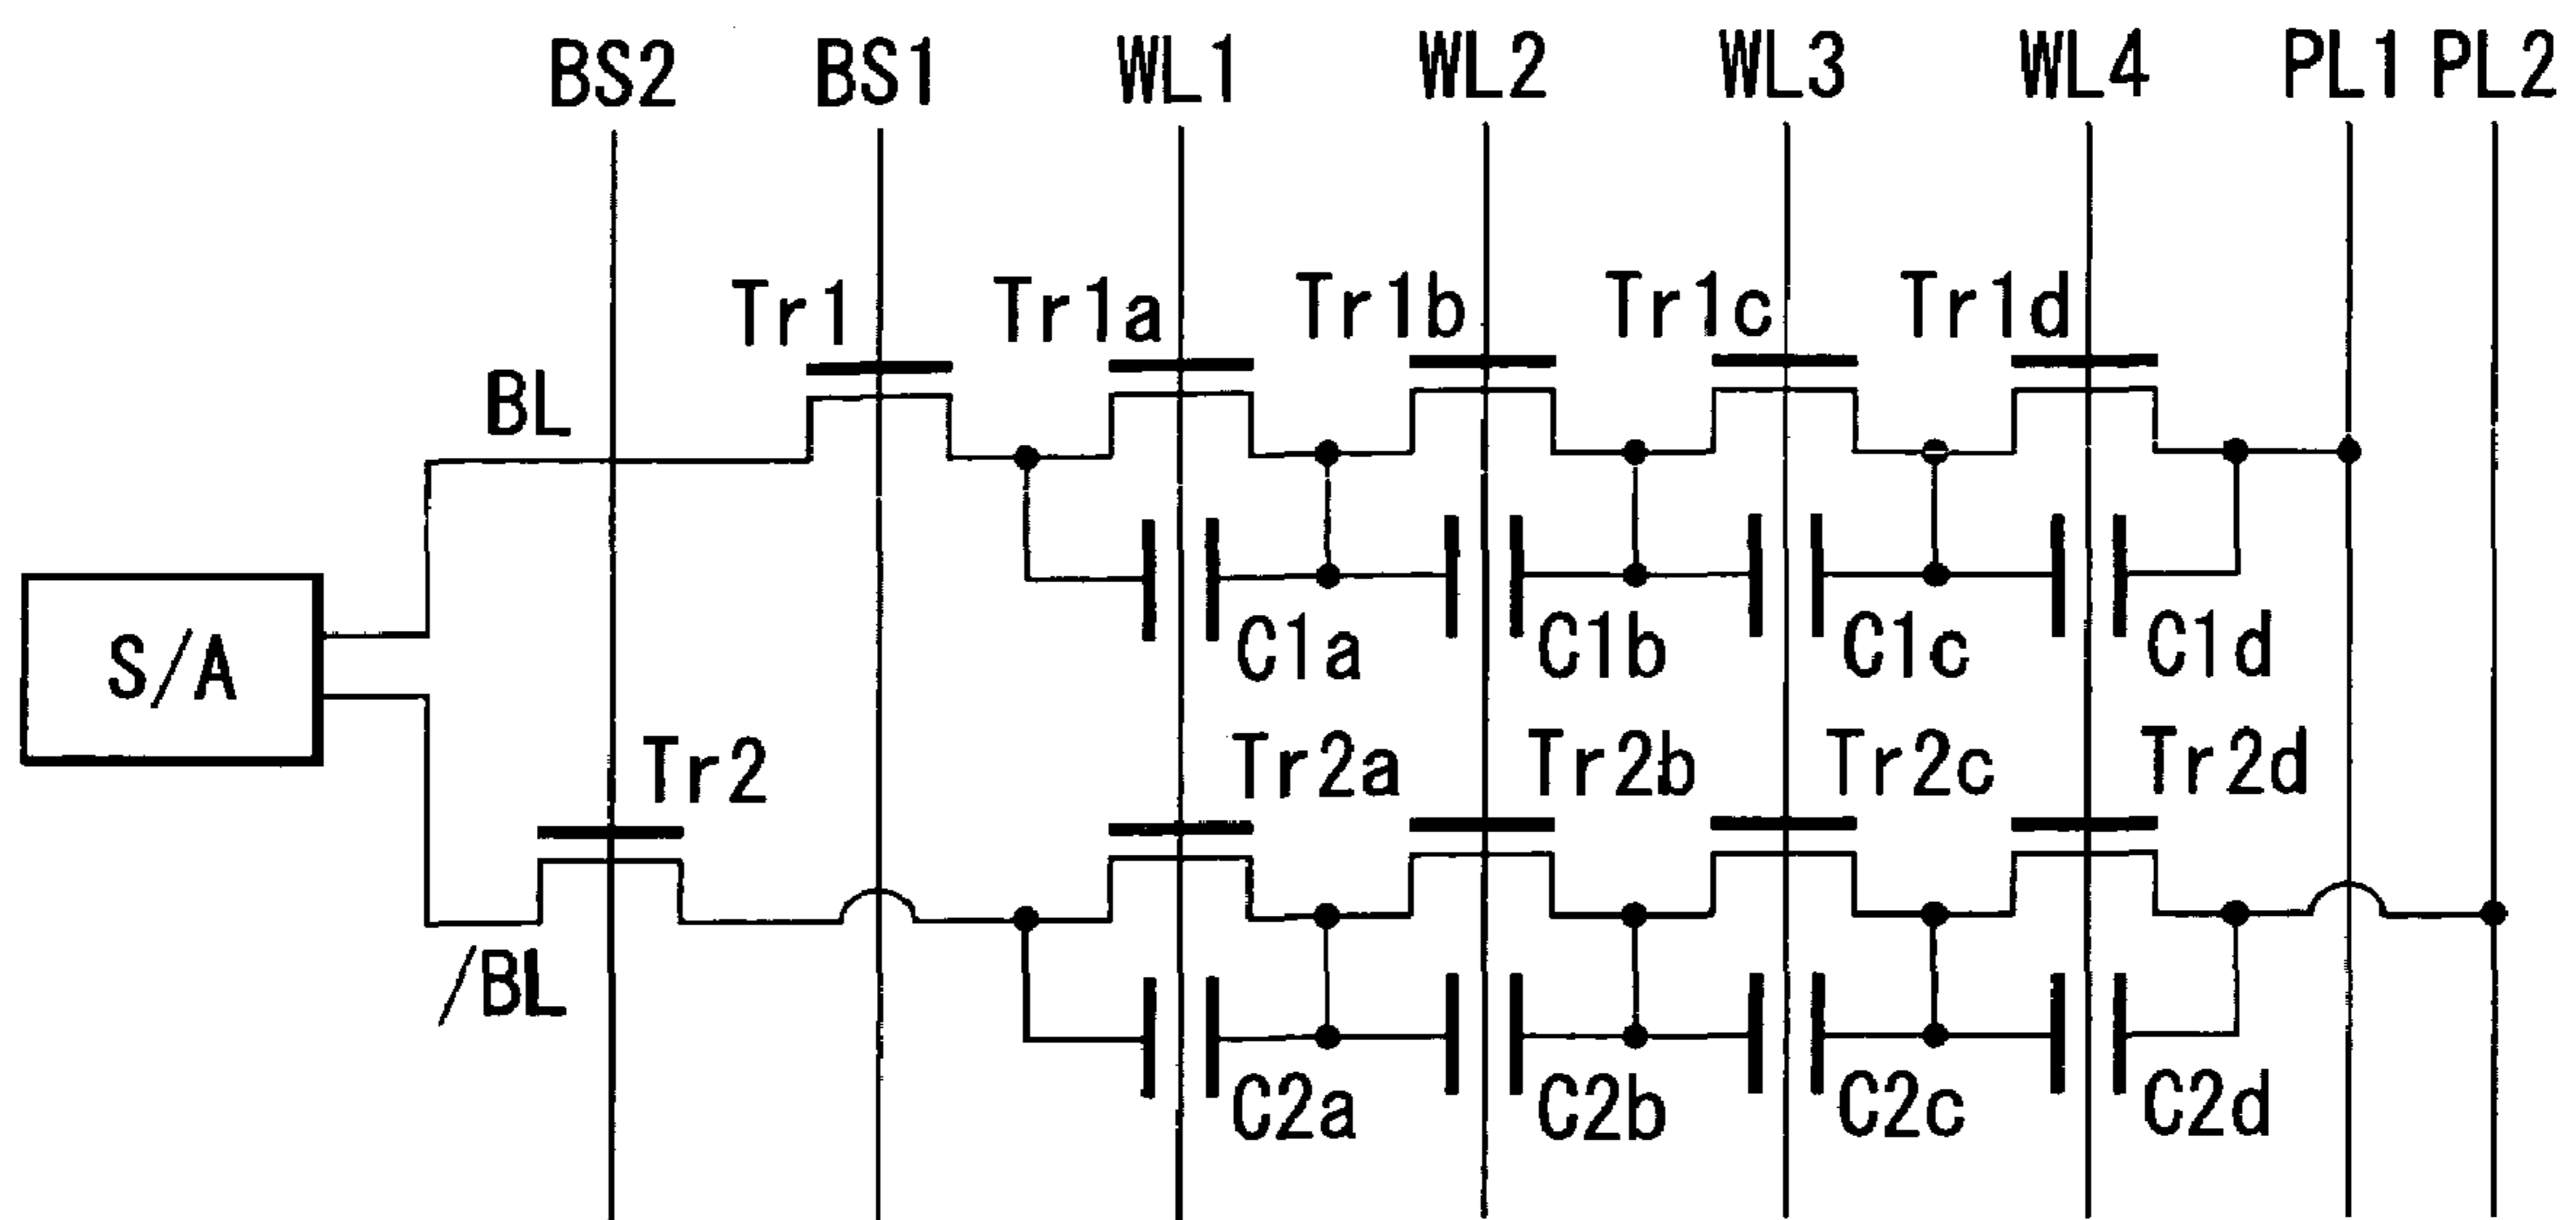 BS2 BS1 WL1 WL2 WL3 WL4 PL1 PL2
Tr1 Tr1a Tr1b Tr1c Tr1d
BL
S/A
C1a C1b C1c C1d
Tr2 Tr2a Tr2b Tr2c Tr2d
/BL
C2a C2b C2c C2d